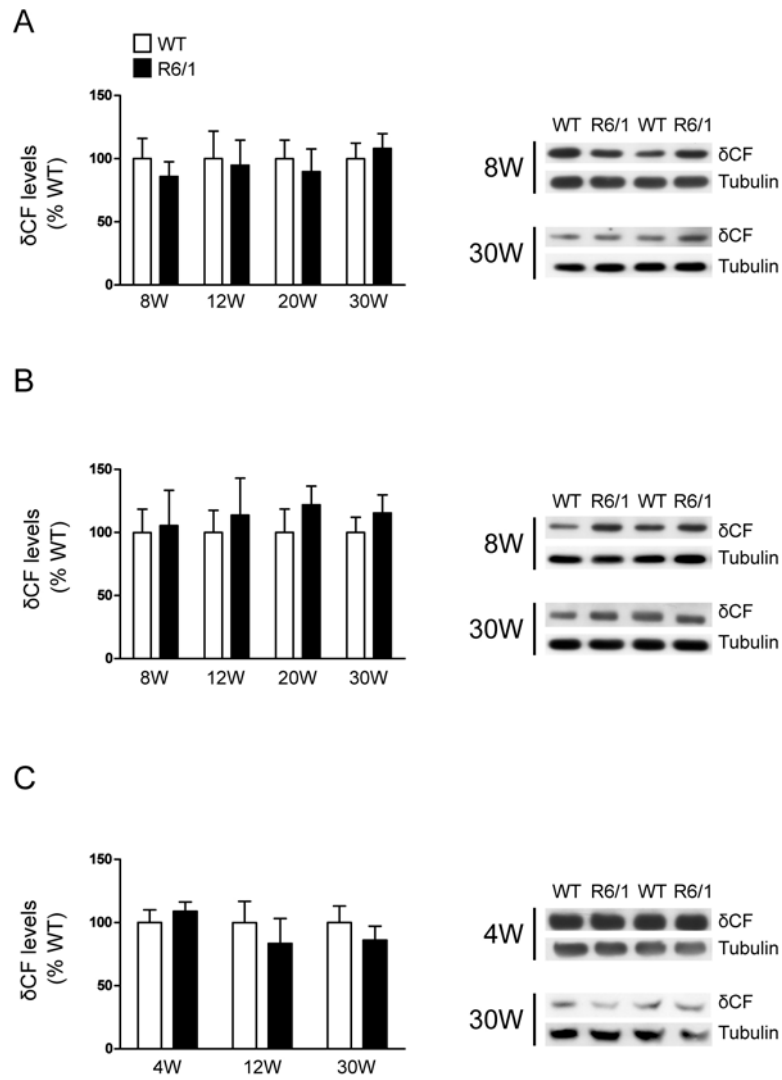 A
WT
R6/1
δCF levels
(% WT)
150
100
50
0
8W 12W 20W 30W
WT R6/1 WT R6/1
8W
δCF
Tubulin
30W
δCF
Tubulin
B
δCF levels
(% WT)
150
100
50
0
8W 12W 20W 30W
WT R6/1 WT R6/1
8W
δCF
Tubulin
30W
δCF
Tubulin
C
δCF levels
(% WT)
150
100
50
0
4W 12W 30W
WT R6/1 WT R6/1
4W
δCF
Tubulin
30W
δCF
Tubulin